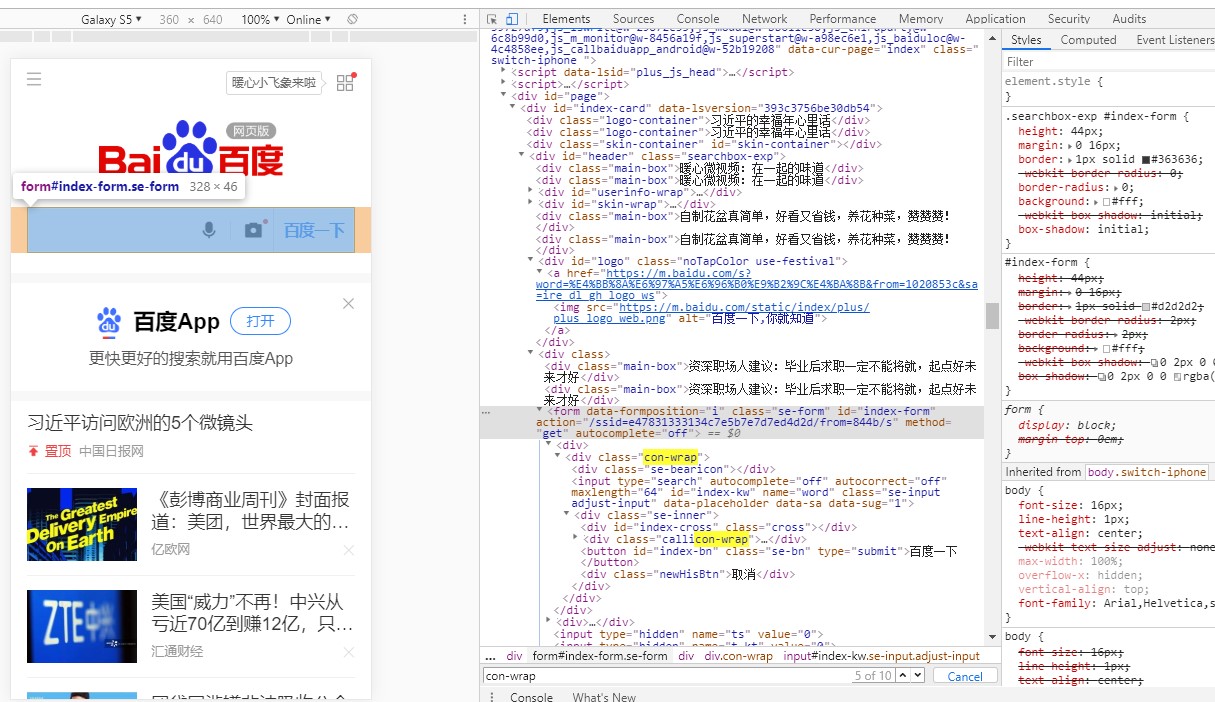 Galaxy S5 ▼ 360 × 640 100% ▼ Online ▼
Elements Sources Console Network Performance Memory Application Security Audits
暖心小飞象来啦
网页版
Bai du 百度
form#index-form.se-form 328 × 46
百度一下
百度App 打开
更快更好的搜索就用百度App
习近平访问欧洲的5个微镜头
置顶 中国日报网
The Greatest
Delivery Empire
On Earth
《彭博商业周刊》封面报
道：美团，世界最大的…
亿欧网
ZTE中兴
美国“威力”不再！中兴从
亏近70亿到赚12亿，只…
汇通财经
6c8b99d0,js_m_monitor@w-8456a19f,js_superstart@w-a98ec6e1,js_baiduloc@w-
4c4858ee,js_callbaiduapp_android@w-52b19208" data-cur-page="index" class="
switch-iphone ">
<script data-lsid="plus_js_head">…</script>
<script>…</script>
<div id="page">
<div id="index-card" data-lsversion="393c3756be30db54">
<div class="logo-container">习近平的幸福年心里话</div>
<div class="logo-container">习近平的幸福年心里话</div>
<div class="skin-container" id="skin-container"></div>
<div id="header" class="searchbox-exp">
<div class="main-box">暖心微视频：在一起的味道</div>
<div class="main-box">暖心微视频：在一起的味道</div>
<div id="userinfo-wrap">…</div>
<div id="skin-wrap">…</div>
<div class="main-box">自制花盆真简单，好看又省钱，养花种菜，赞赞赞！
</div>
<div class="main-box">自制花盆真简单，好看又省钱，养花种菜，赞赞赞！
</div>
<div id="logo" class="noTapColor use-festival">
<a href="https://m.baidu.com/s?
word=%E4%BB%8A%E6%97%A5%E6%96%B0%E9%B2%9C%E4%BA%8B&from=1020853c&sa
=ire_dl_gh_logo_ws">
<img src="https://m.baidu.com/static/index/plus/
plus_logo_web.png" alt="百度一下,你就知道">
</a>
</div>
<div class>
<div class="main-box">资深职场人建议：毕业后求职一定不能将就，起点好未
来才好</div>
<div class="main-box">资深职场人建议：毕业后求职一定不能将就，起点好未
来才好</div>
<form data-formposition="i" class="se-form" id="index-form"
action="/ssid=e47831333134c7e5b7e7d7ed4d2d/from=844b/s" method=
"get" autocomplete="off"> == $0
<div>
<div class="con-wrap">
<div class="se-bearicon"></div>
<input type="search" autocomplete="off" autocorrect="off"
maxlength="64" id="index-kw" name="word" class="se-input
adjust-input" data-placeholder data-sa data-sug="1">
<div class="se-inner">
<div id="index-cross" class="cross"></div>
<div class="callicon-wrap">…</div>
<button id="index-bn" class="se-bn" type="submit">百度一下
</button>
<div class="newHisBtn">取消</div>
</div>
</div>
</div>
<div>…</div>
<input type="hidden" name="ts" value="0">
<input type="hidden" name="t_kt" value="0">
... div form#index-form.se-form div div.con-wrap input#index-kw.se-input.adjust-input
con-wrap 5 of 10 Cancel
Console What's New
Styles Computed Event Listeners
Filter
element.style {
}
.searchbox-exp #index-form {
height: 44px;
margin: 0 16px;
border: 1px solid #363636;
-webkit-border-radius: 0;
border-radius: 0;
background: #fff;
-webkit-box-shadow: initial;
box-shadow: initial;
}
#index-form {
height: 44px;
margin: 0 16px;
border: 1px solid #d2d2d2;
-webkit-border-radius: 2px;
border-radius: 2px;
background: #fff;
-webkit-box-shadow: 0 2px 0
box-shadow: 0 2px 0 0 rgba(
}
form {
display: block;
margin-top: 0em;
}
Inherited from body.switch-iphone
body {
font-size: 16px;
line-height: 1px;
text-align: center;
-webkit-text-size-adjust: none
max-width: 100%;
overflow-x: hidden;
vertical-align: top;
font-family: Arial,Helvetica,s
}
body {
font-size: 16px;
line-height: 1px;
text-align: center;